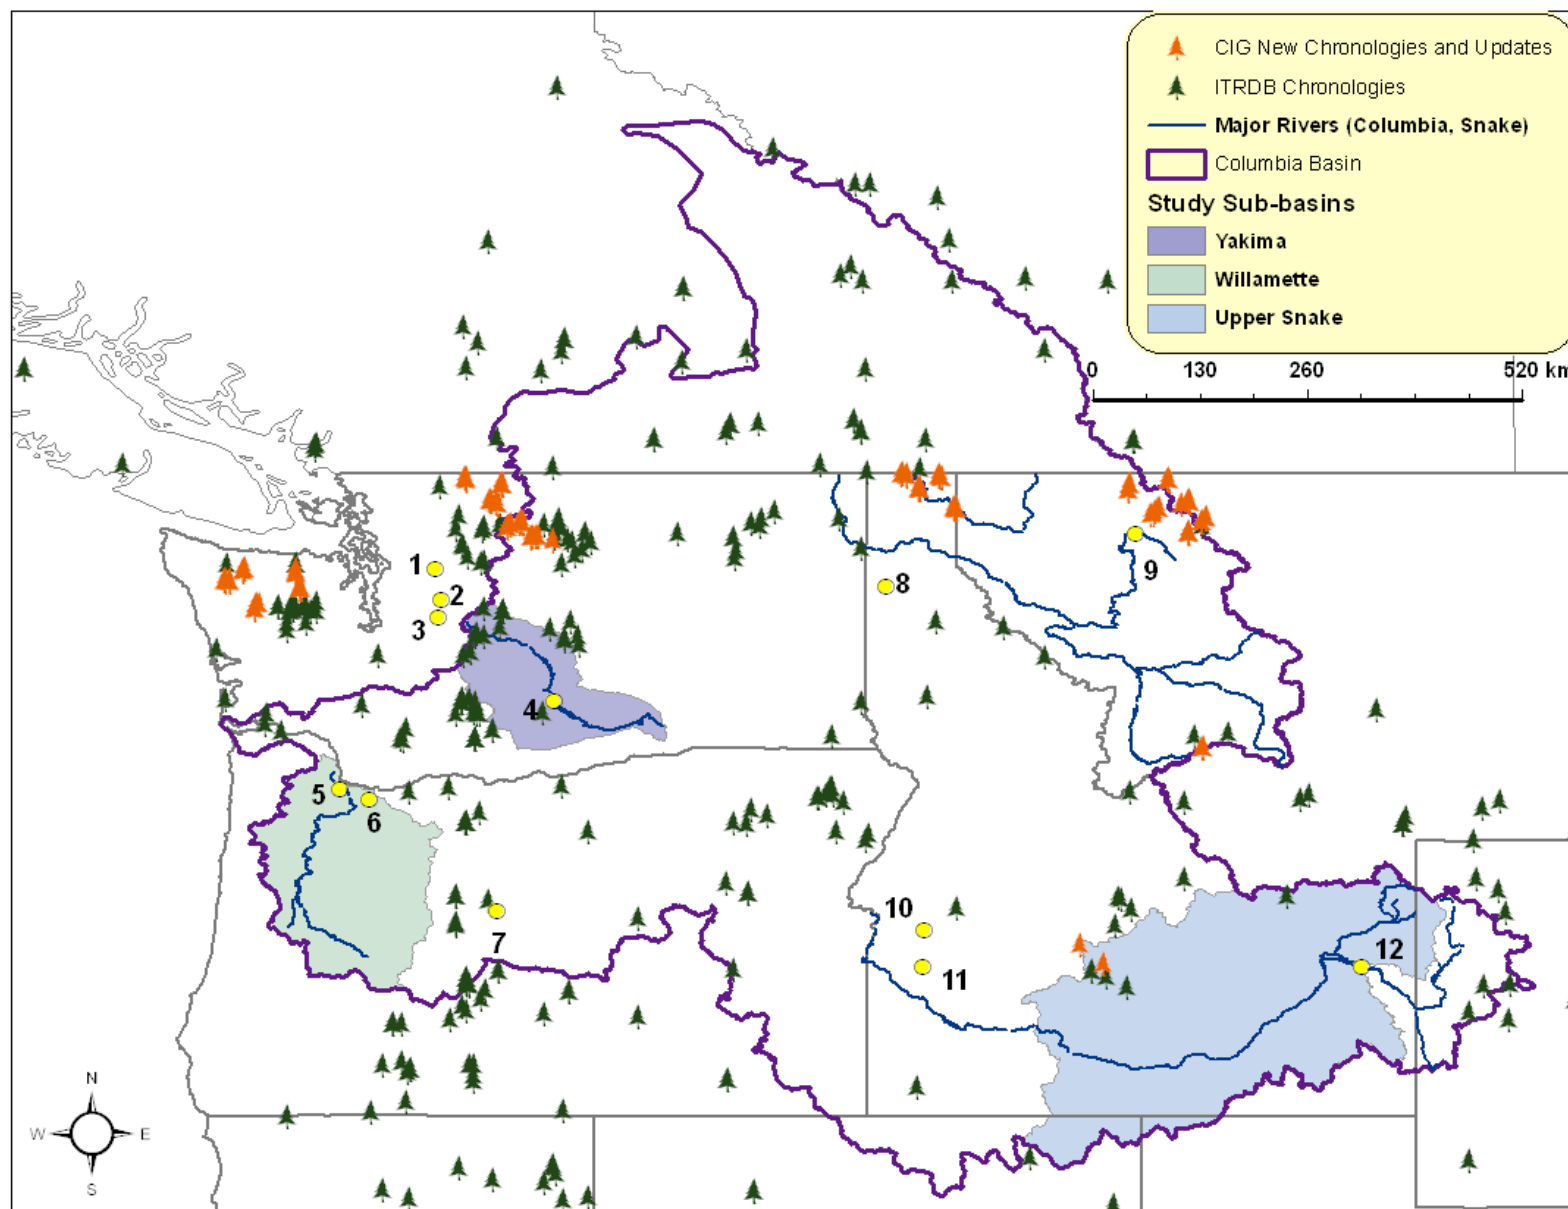 CIG New Chronologies and Updates
ITRDB Chronologies
Major Rivers (Columbia, Snake)
Columbia Basin
Study Sub-basins
Yakima
Willamette
Upper Snake
0 130 260 520 km
1
2
3
8
9
4
5
6
7
10
11
12
N
W E
S